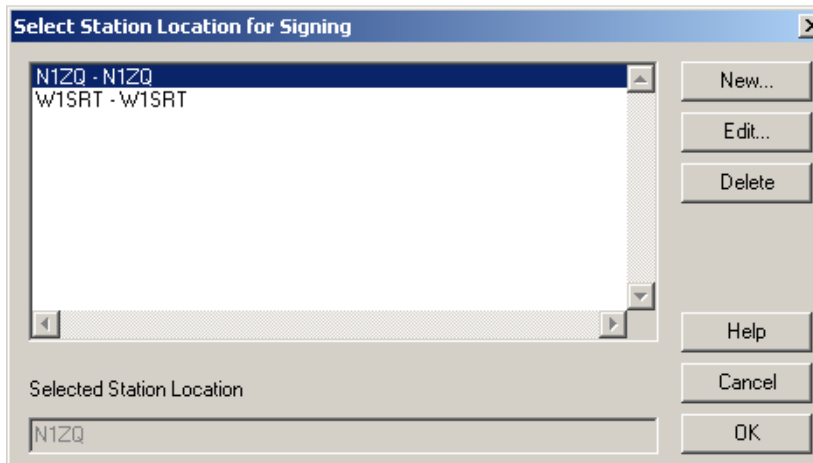 Select Station Location for Signing
N1ZQ - N1ZQ
W1SRT - W1SRT
New...
Edit...
Delete
Help
Cancel
OK
Selected Station Location
N1ZQ